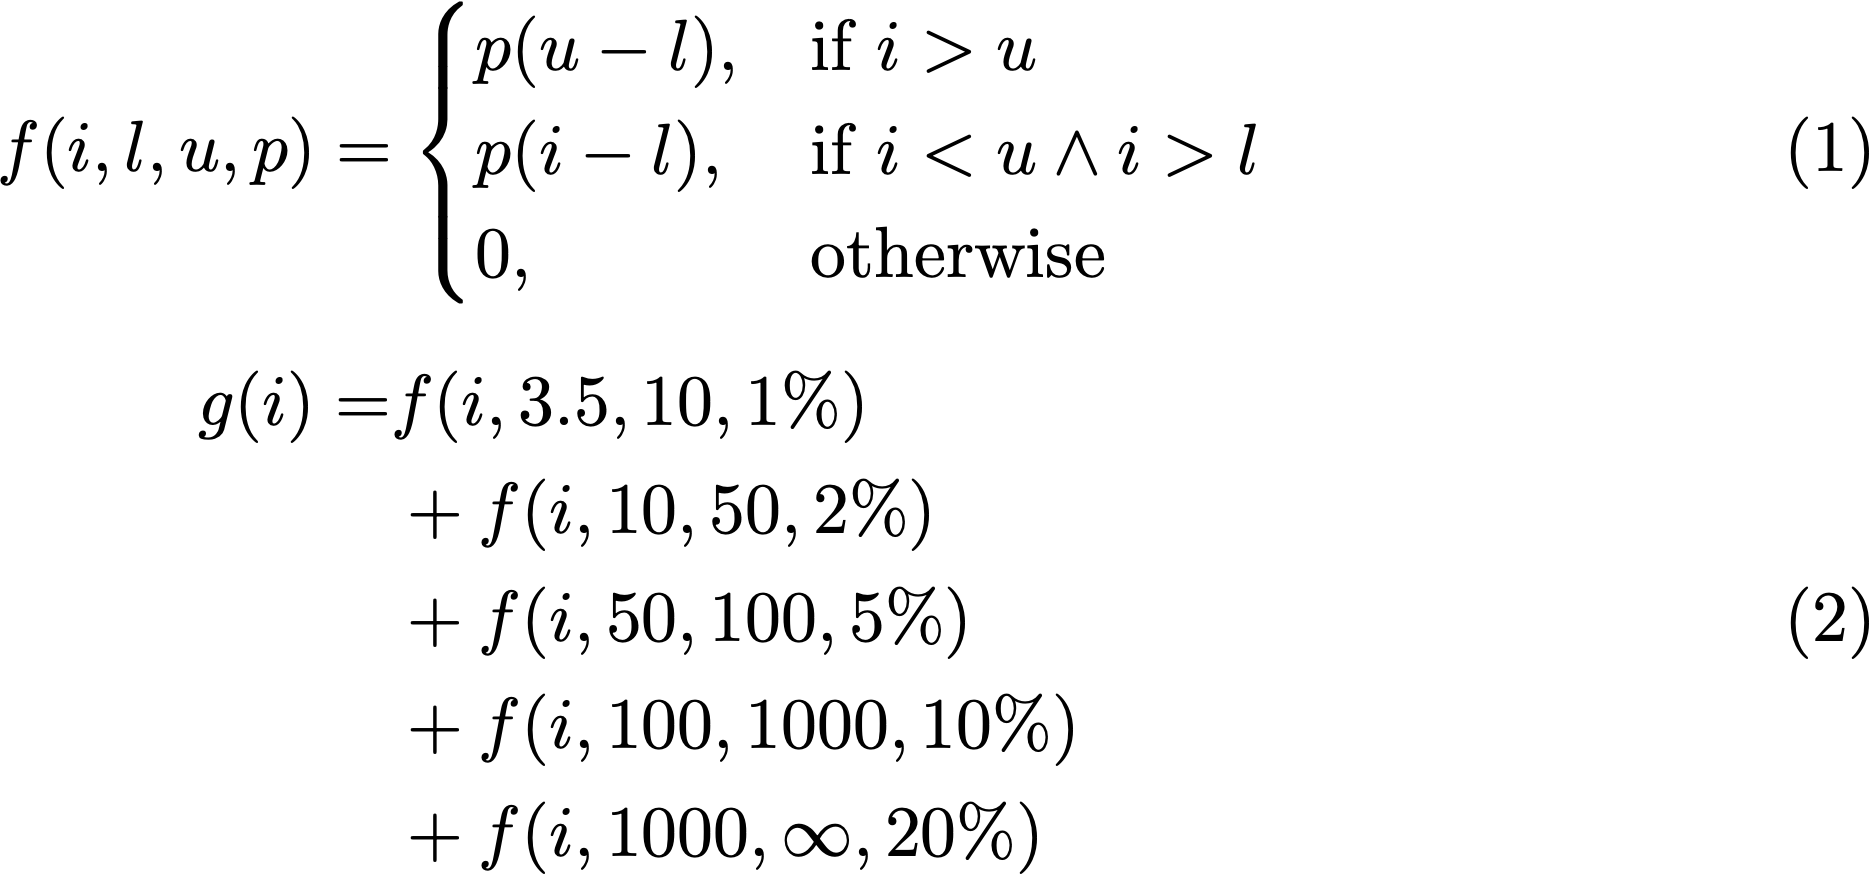 f(i, l, u, p) = { p(u − l), if i > u
p(i − l), if i < u ∧ i > l
0, otherwise (1)
g(i) =f(i, 3.5, 10, 1%)
+ f(i, 10, 50, 2%)
+ f(i, 50, 100, 5%) (2)
+ f(i, 100, 1000, 10%)
+ f(i, 1000, ∞, 20%)